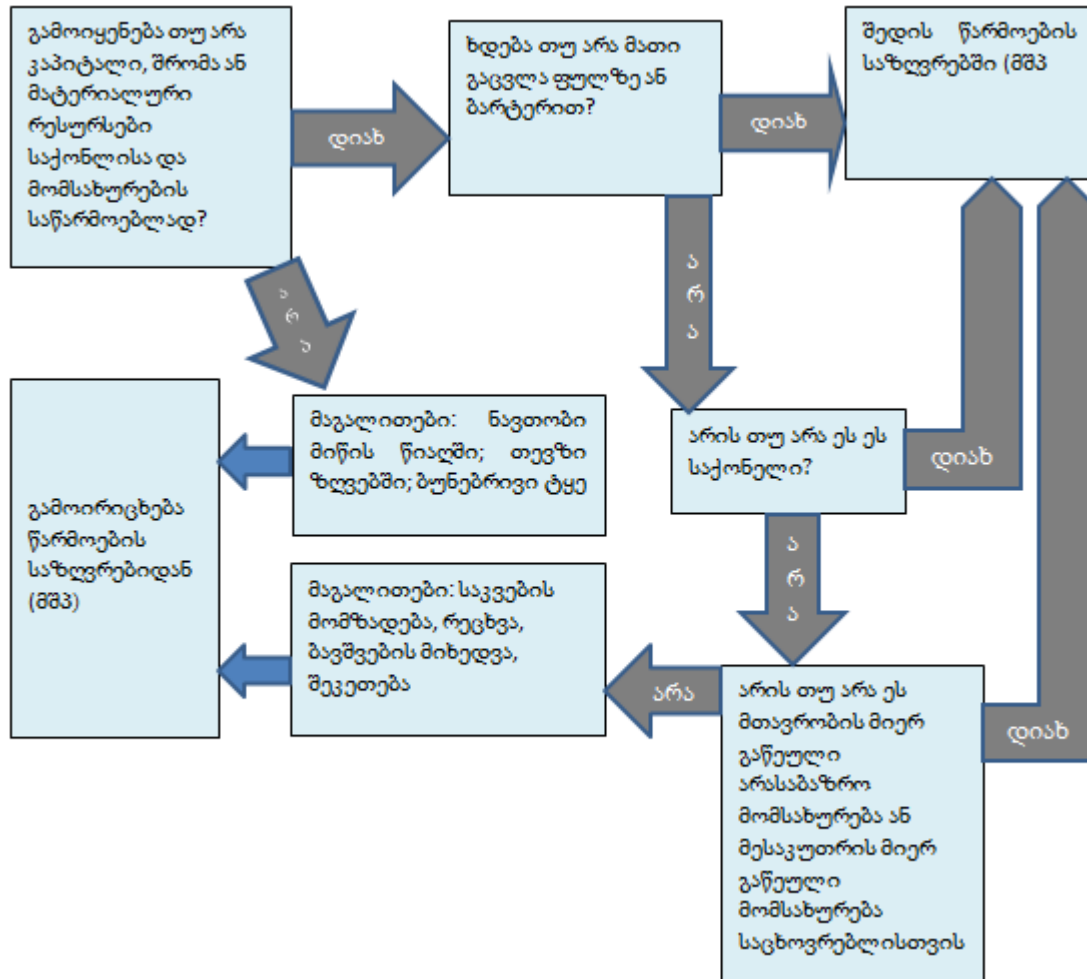 გამოიყენება თუ არა
კაპიტალი, შრომა ან
მატერიალური
რესურსები
საქონლისა და
მომსახურების
საწარმოებლად?
დიახ
ხდება თუ არა მათი
გაცვლა ფულზე ან
ბარტერით?
დიახ
შედის წარმოების
საზღვრებში (მშპ
არა
არა
მაგალითები: ნავთობი
მიწის წიაღში; თევზი
ზღვებში; ბუნებრივი ტყე
არის თუ არა ეს ეს
საქონელი?
დიახ
გამოირიცხება
წარმოების
საზღვრებიდან
(მშპ)
არა
მაგალითები: საკვების
მომზადება, რეცხვა,
ბავშვების მიხედვა,
შეკეთება
არა
არის თუ არა ეს
მთავრობის მიერ
გაწეული
არასაბაზრო
მომსახურება ან
მესაკუთრის მიერ
გაწეული
მომსახურება
საცხოვრებლისთვის
დიახ